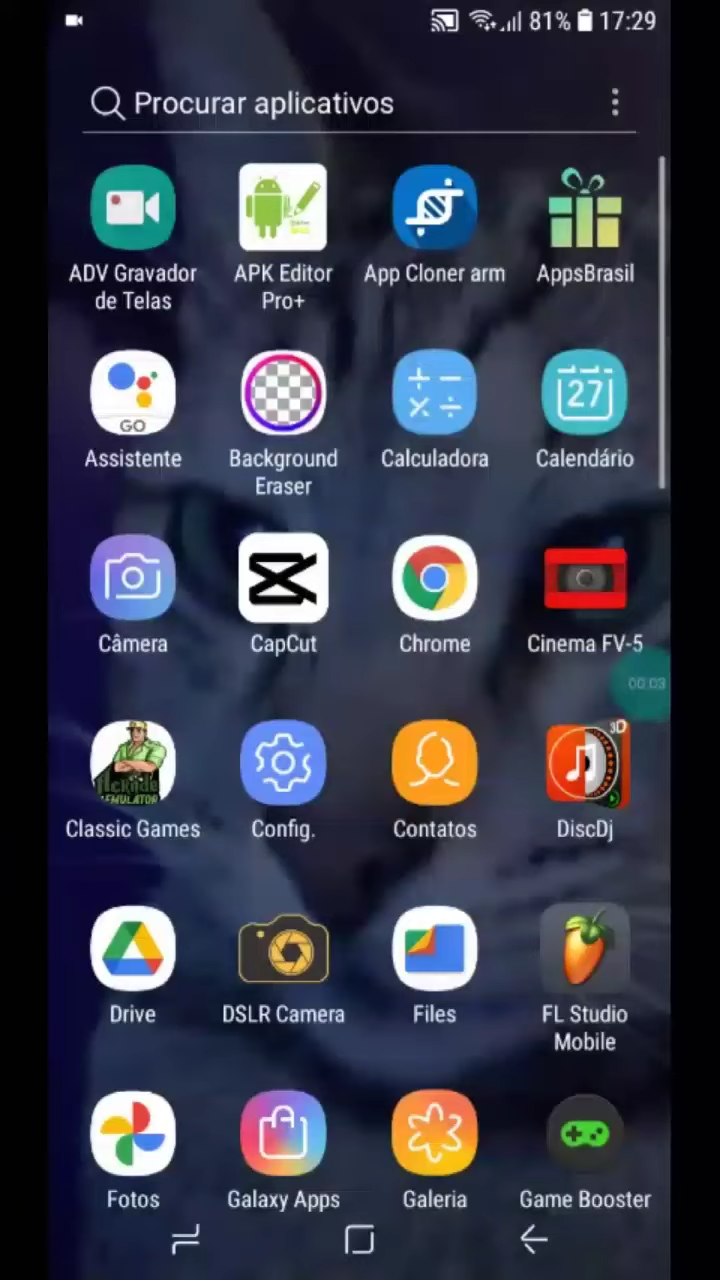 81% 17:29
Procurar aplicativos
ADV Gravador
de Telas
APK Editor
Pro+
App Cloner arm
AppsBrasil
GO
27
Assistente
Background
Eraser
Calculadora
Calendário
Câmera
CapCut
Chrome
Cinema FV-5
00:03
3D
EMULATOR
Classic Games
Config.
Contatos
DiscDj
Drive
DSLR Camera
Files
FL Studio
Mobile
Fotos
Galaxy Apps
Galeria
Game Booster